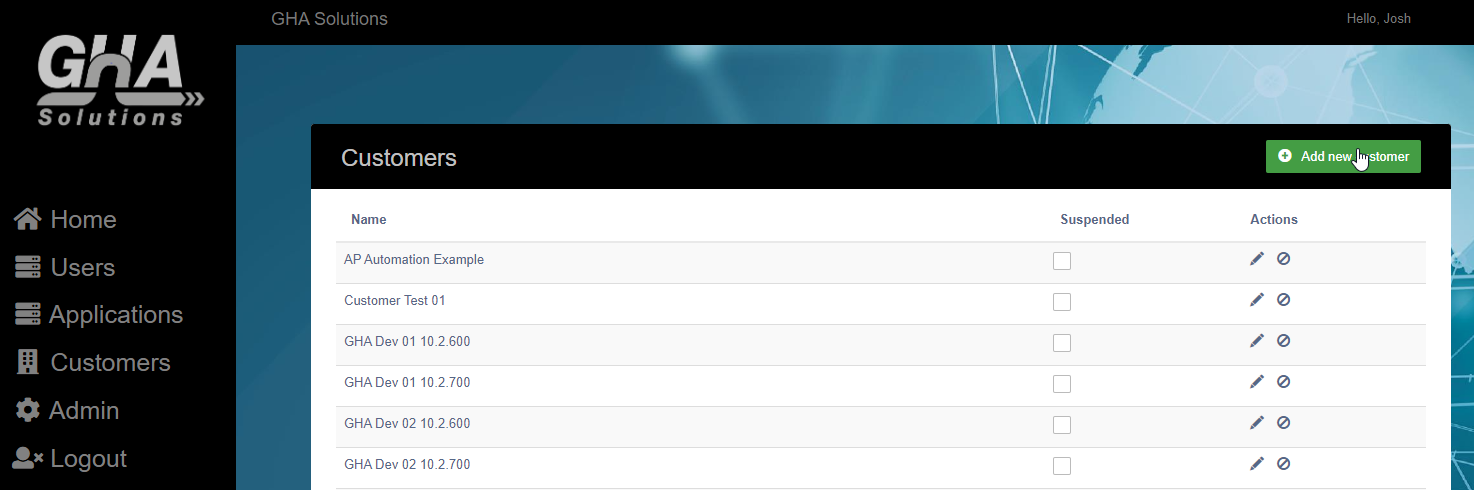 GHA
Solutions
GHA Solutions
Hello, Josh
Home
Users
Applications
Customers
Admin
Logout
Customers
Add new customer
Name Suspended Actions
AP Automation Example
Customer Test 01
GHA Dev 01 10.2.600
GHA Dev 01 10.2.700
GHA Dev 02 10.2.600
GHA Dev 02 10.2.700